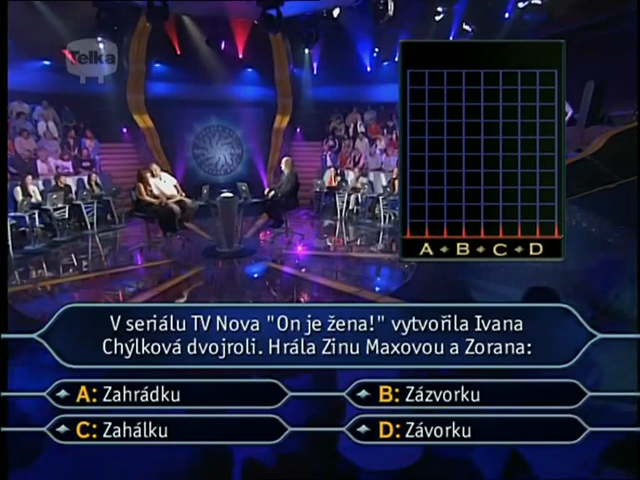 Telka
A B C D
V seriálu TV Nova "On je žena!" vytvořila Ivana
Chýlková dvojroli. Hrála Zinu Maxovou a Zorana:
A: Zahrádku
B: Zázvorku
C: Zahálku
D: Závorku